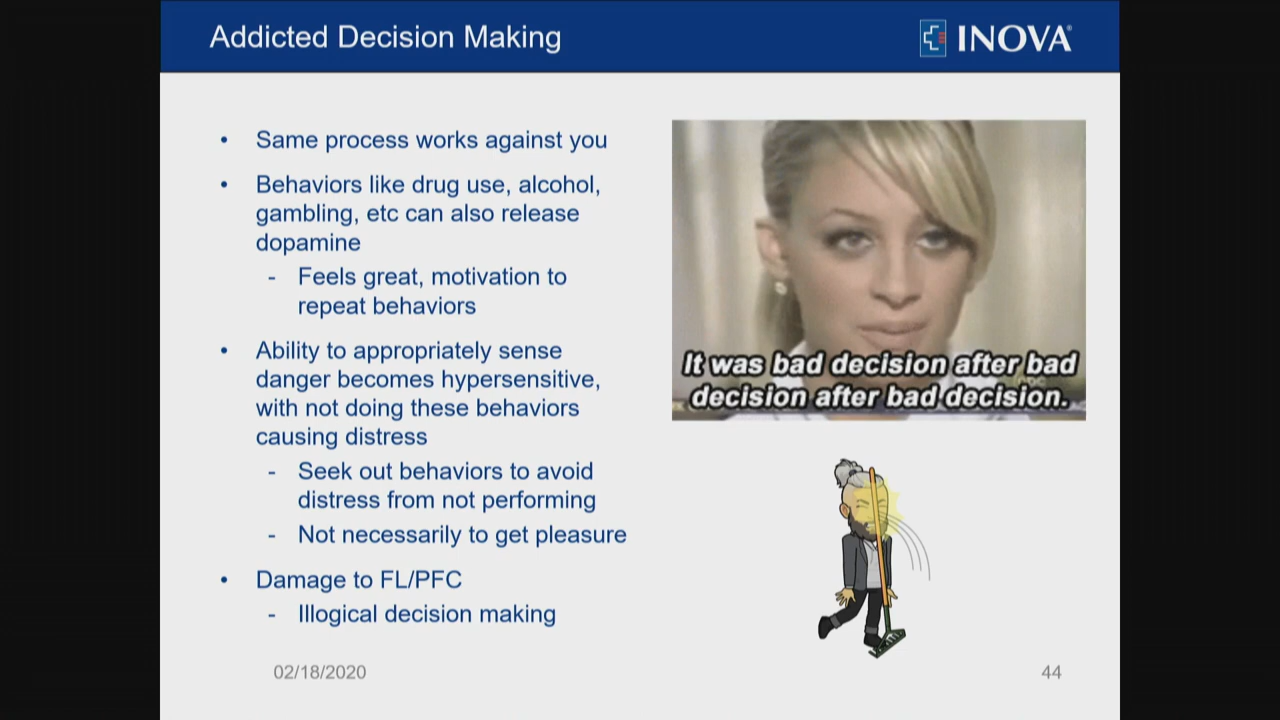 Addicted Decision Making
INOVA®
• Same process works against you
• Behaviors like drug use, alcohol,
gambling, etc can also release
dopamine
- Feels great, motivation to
repeat behaviors
• Ability to appropriately sense
danger becomes hypersensitive,
with not doing these behaviors
causing distress
- Seek out behaviors to avoid
distress from not performing
- Not necessarily to get pleasure
• Damage to FL/PFC
- Illogical decision making
It was bad decision after bad
decision after bad decision.
02/18/2020
44